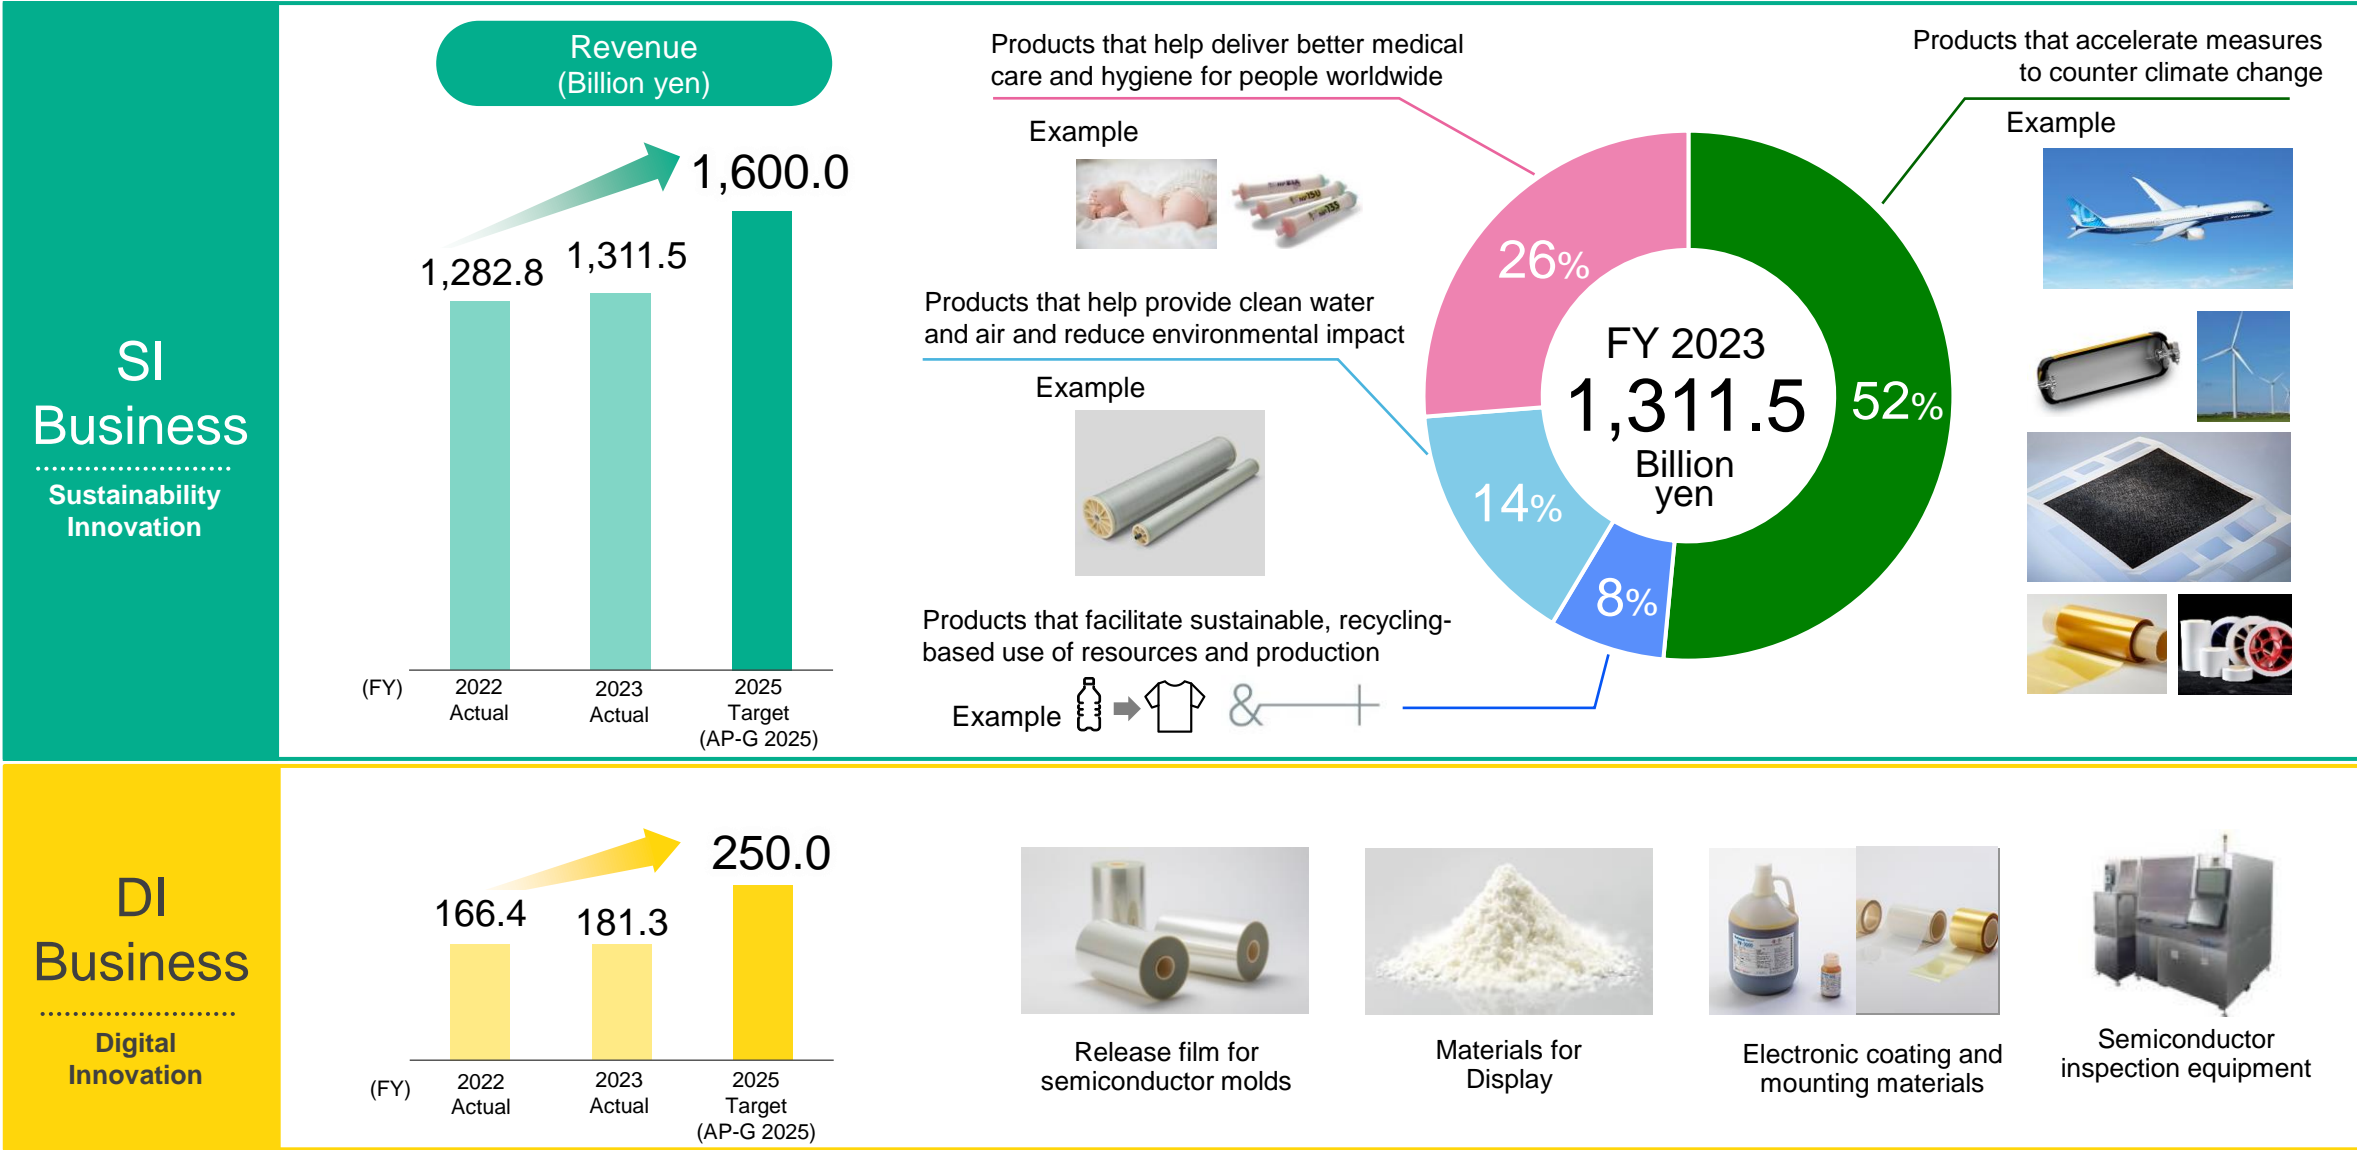 SI
Business
Sustainability
Innovation
Revenue
(Billion yen)
1,282.8
1,311.5
1,600.0
(FY)
2022
Actual
2023
Actual
2025
Target
(AP-G 2025)
Products that help deliver better medical
care and hygiene for people worldwide
Example
Products that help provide clean water
and air and reduce environmental impact
Example
Products that facilitate sustainable, recycling-
based use of resources and production
Example
&+
Products that accelerate measures
to counter climate change
Example
26%
14%
8%
52%
FY 2023
1,311.5
Billion
yen
DI
Business
Digital
Innovation
166.4
181.3
250.0
(FY)
2022
Actual
2023
Actual
2025
Target
(AP-G 2025)
Release film for
semiconductor molds
Materials for
Display
Electronic coating and
mounting materials
Semiconductor
inspection equipment